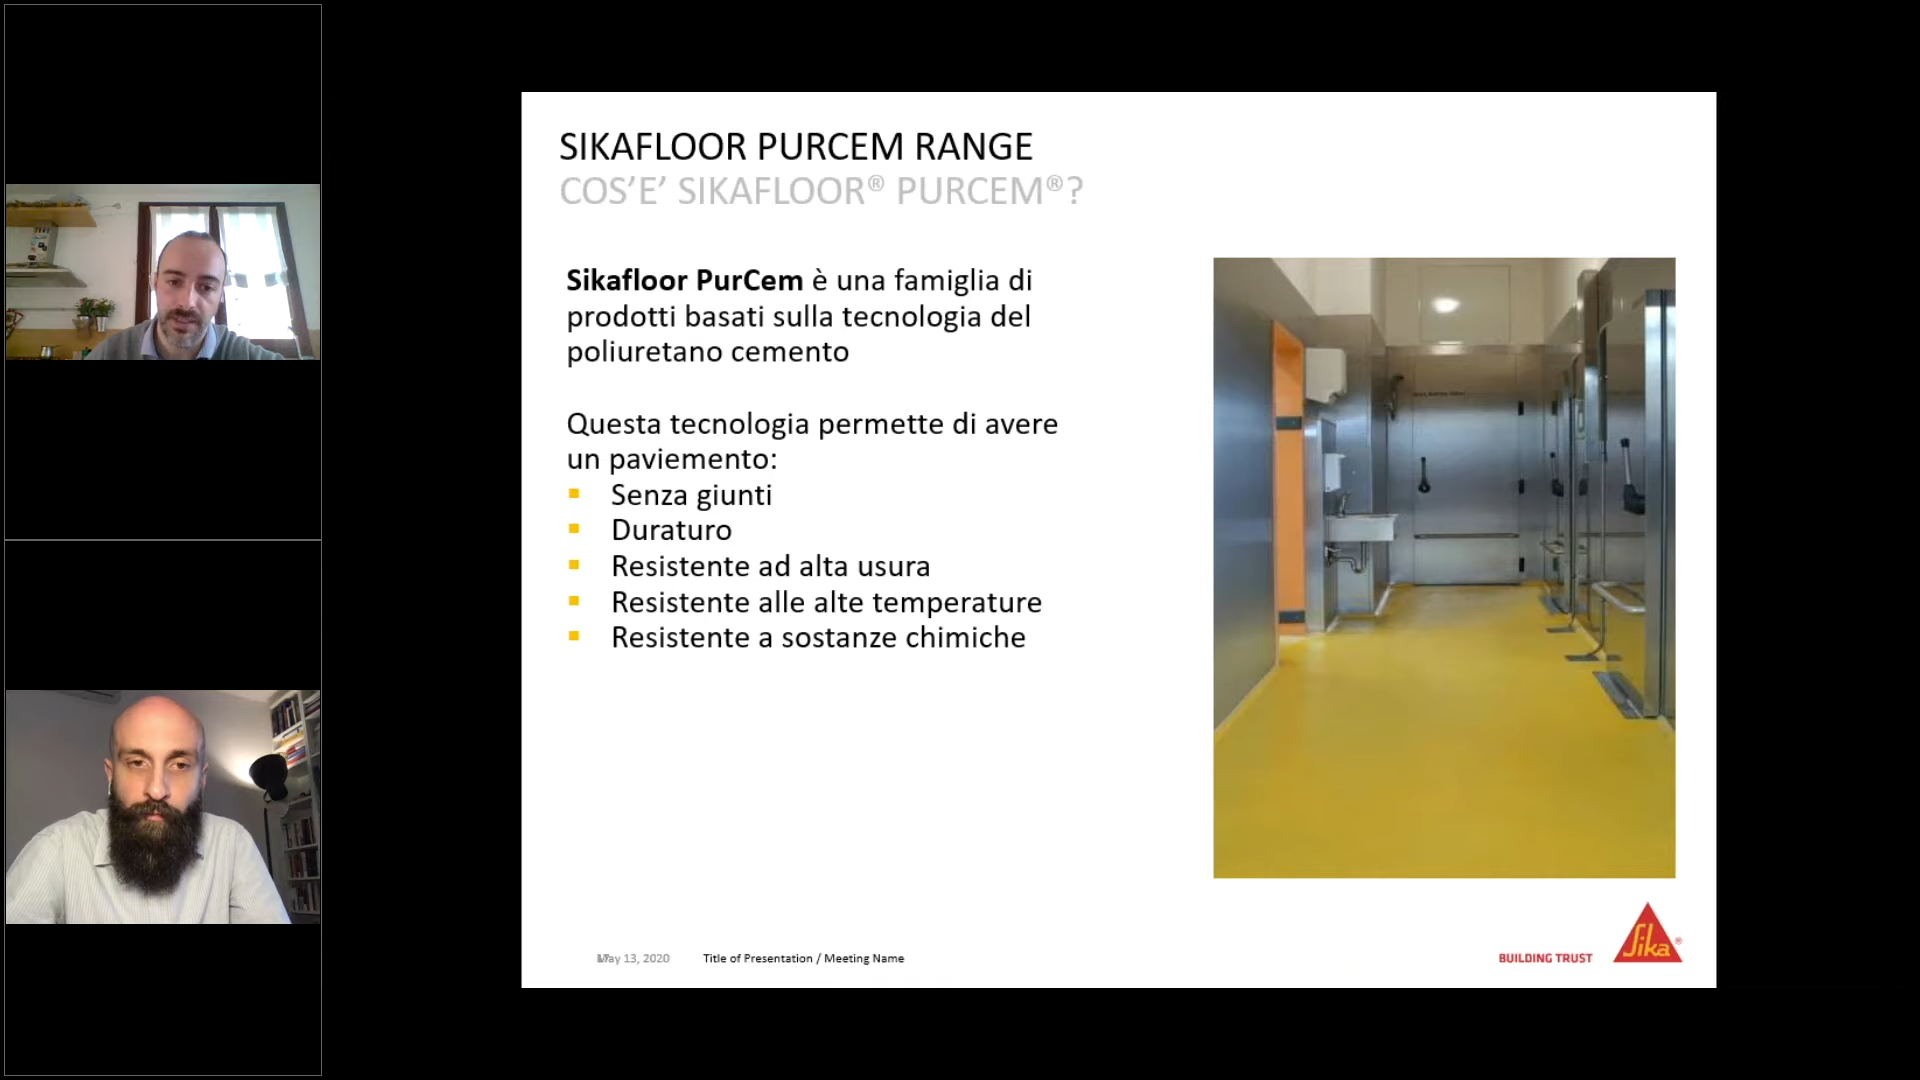 SIKAFLOOR PURCEM RANGE
COS’E’ SIKAFLOOR® PURCEM®?
Sikafloor PurCem è una famiglia di
prodotti basati sulla tecnologia del
poliuretano cemento
Questa tecnologia permette di avere
un paviemento:
Senza giunti
Duraturo
Resistente ad alta usura
Resistente alle alte temperature
Resistente a sostanze chimiche
May 13, 2020
Title of Presentation / Meeting Name
BUILDING TRUST
Sika®